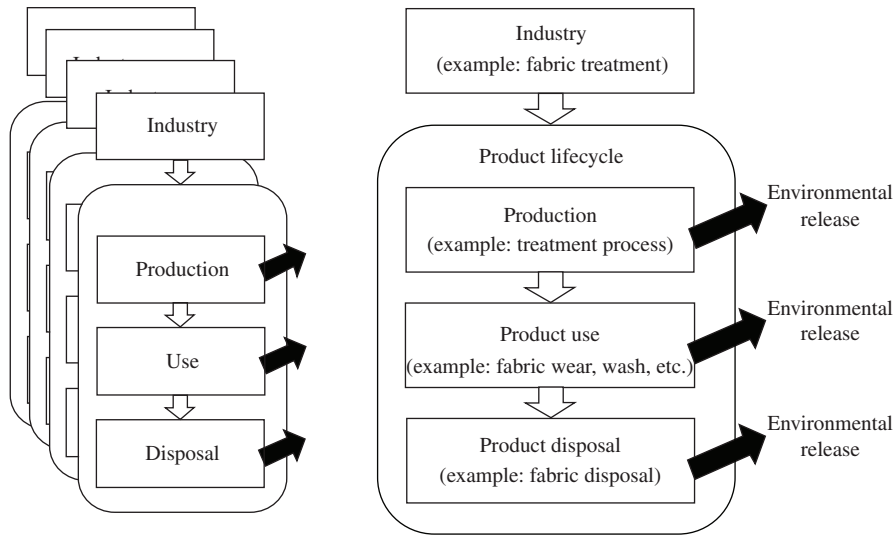 Industry
Production
Use
Disposal
Industry
(example: fabric treatment)
Product lifecycle
Production
(example: treatment process)
Product use
(example: fabric wear, wash, etc.)
Product disposal
(example: fabric disposal)
Environmental
release
Environmental
release
Environmental
release